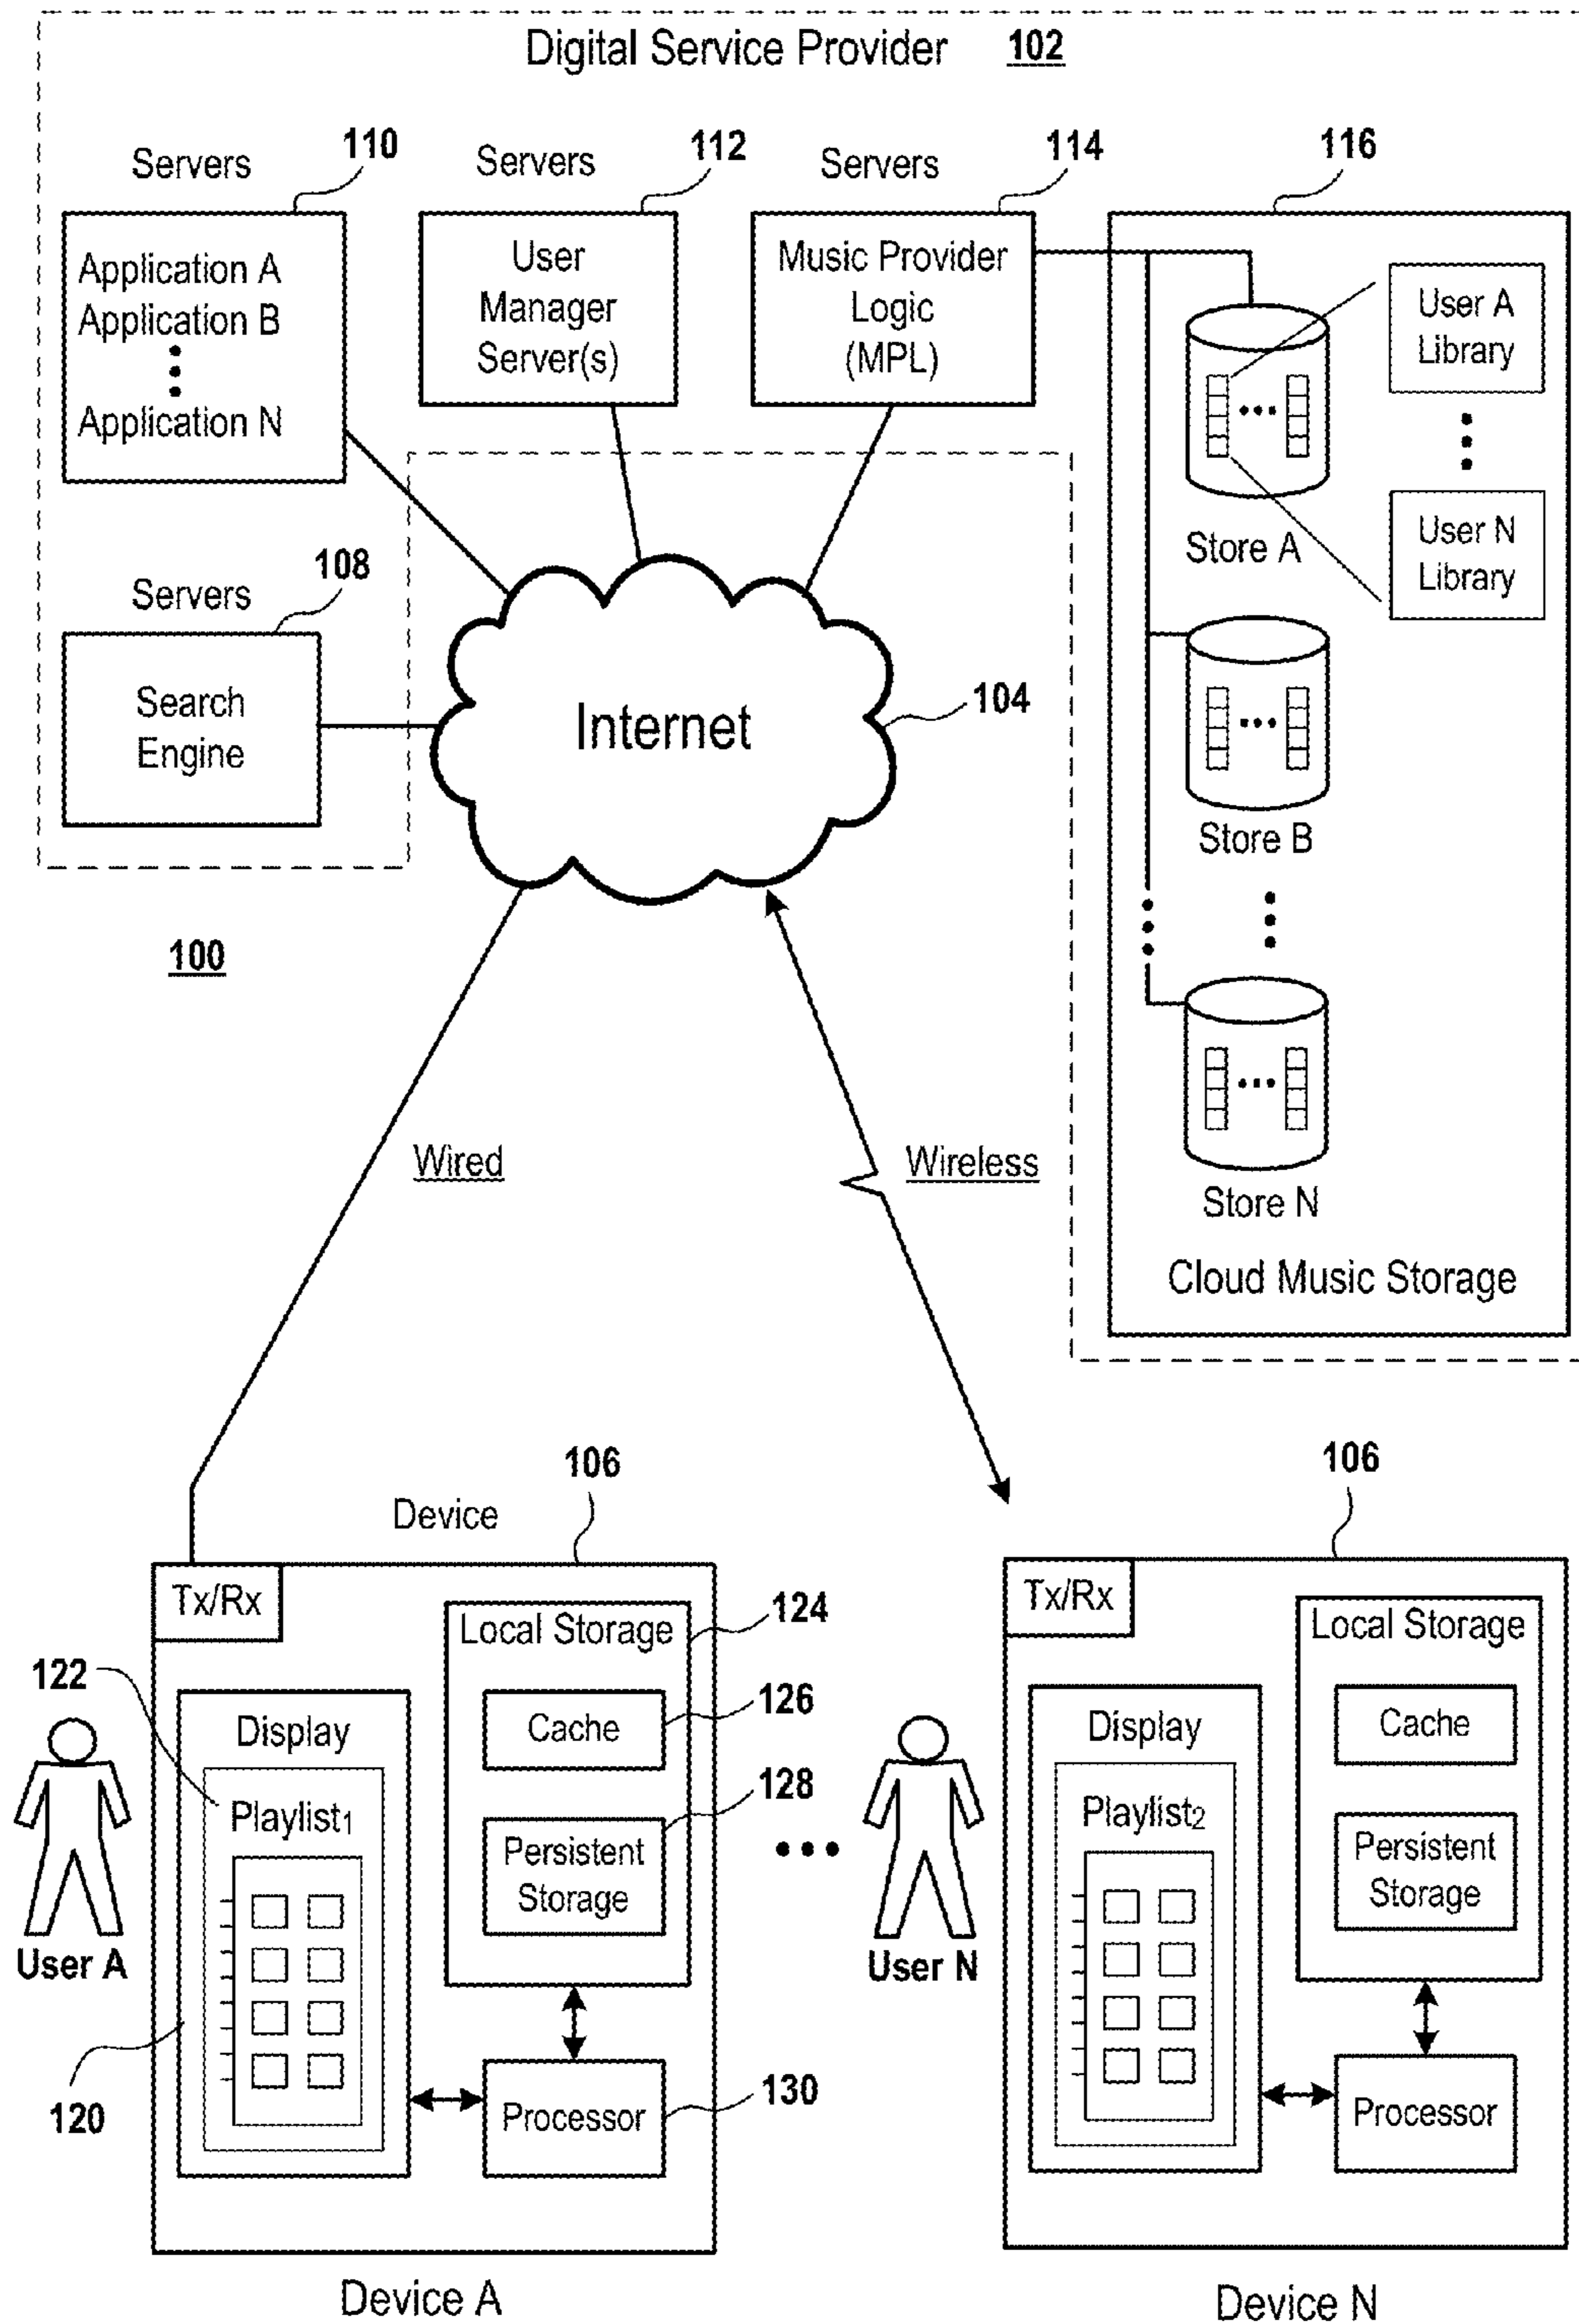 Digital Service Provider 102
Servers 110
Application A
Application B
Application N
Servers 112
User
Manager
Server(s)
Servers 114
Music Provider
Logic
(MPL)
116
User A
Library
User N
Library
Store A
Store B
Store N
Cloud Music Storage
Servers 108
Search
Engine
Internet
104
100
Wired
Wireless
106
Device
Tx/Rx
Local Storage
124
122
Display
Cache
126
Playlist1
128
Persistent
Storage
User A
120
Processor
130
Device A
106
Tx/Rx
Local Storage
Display
Cache
Playlist2
Persistent
Storage
User N
Processor
Device N